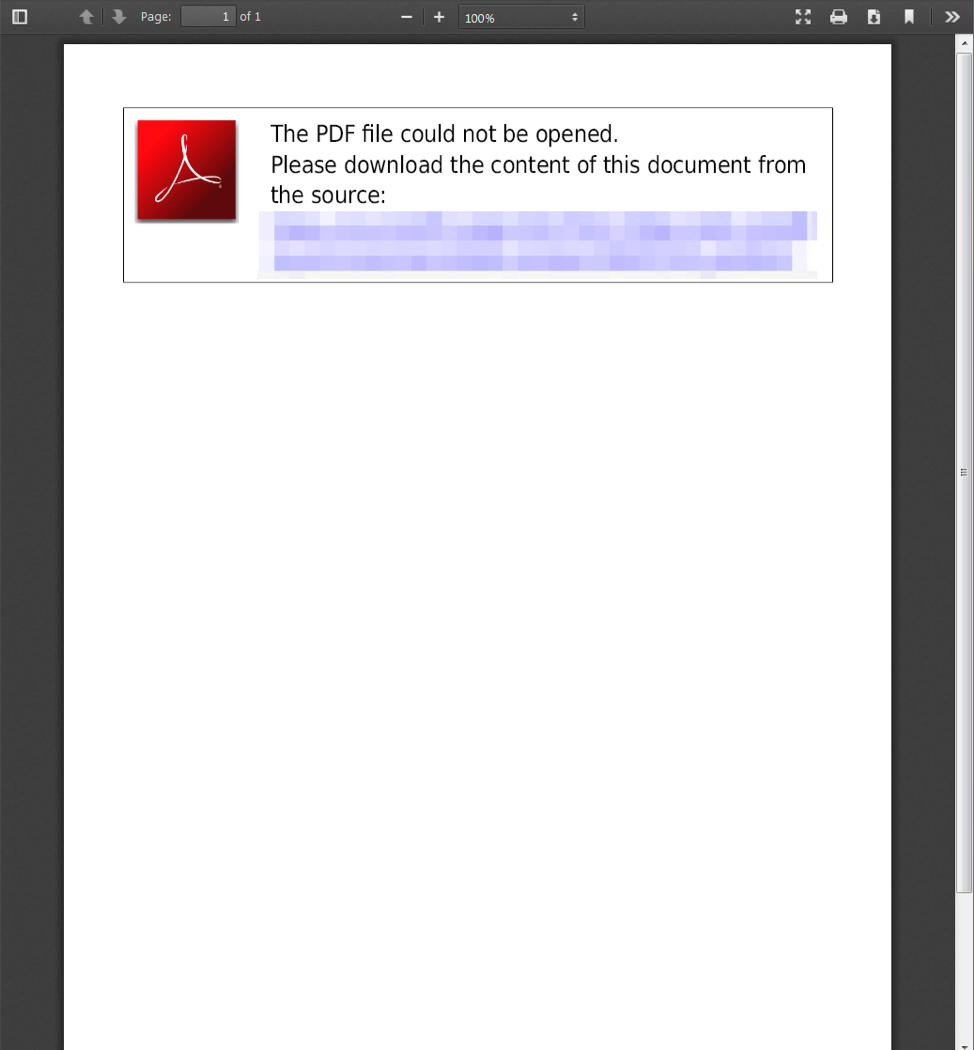 Page: 1 of 1 100%
The PDF file could not be opened.
Please download the content of this document from
the source: